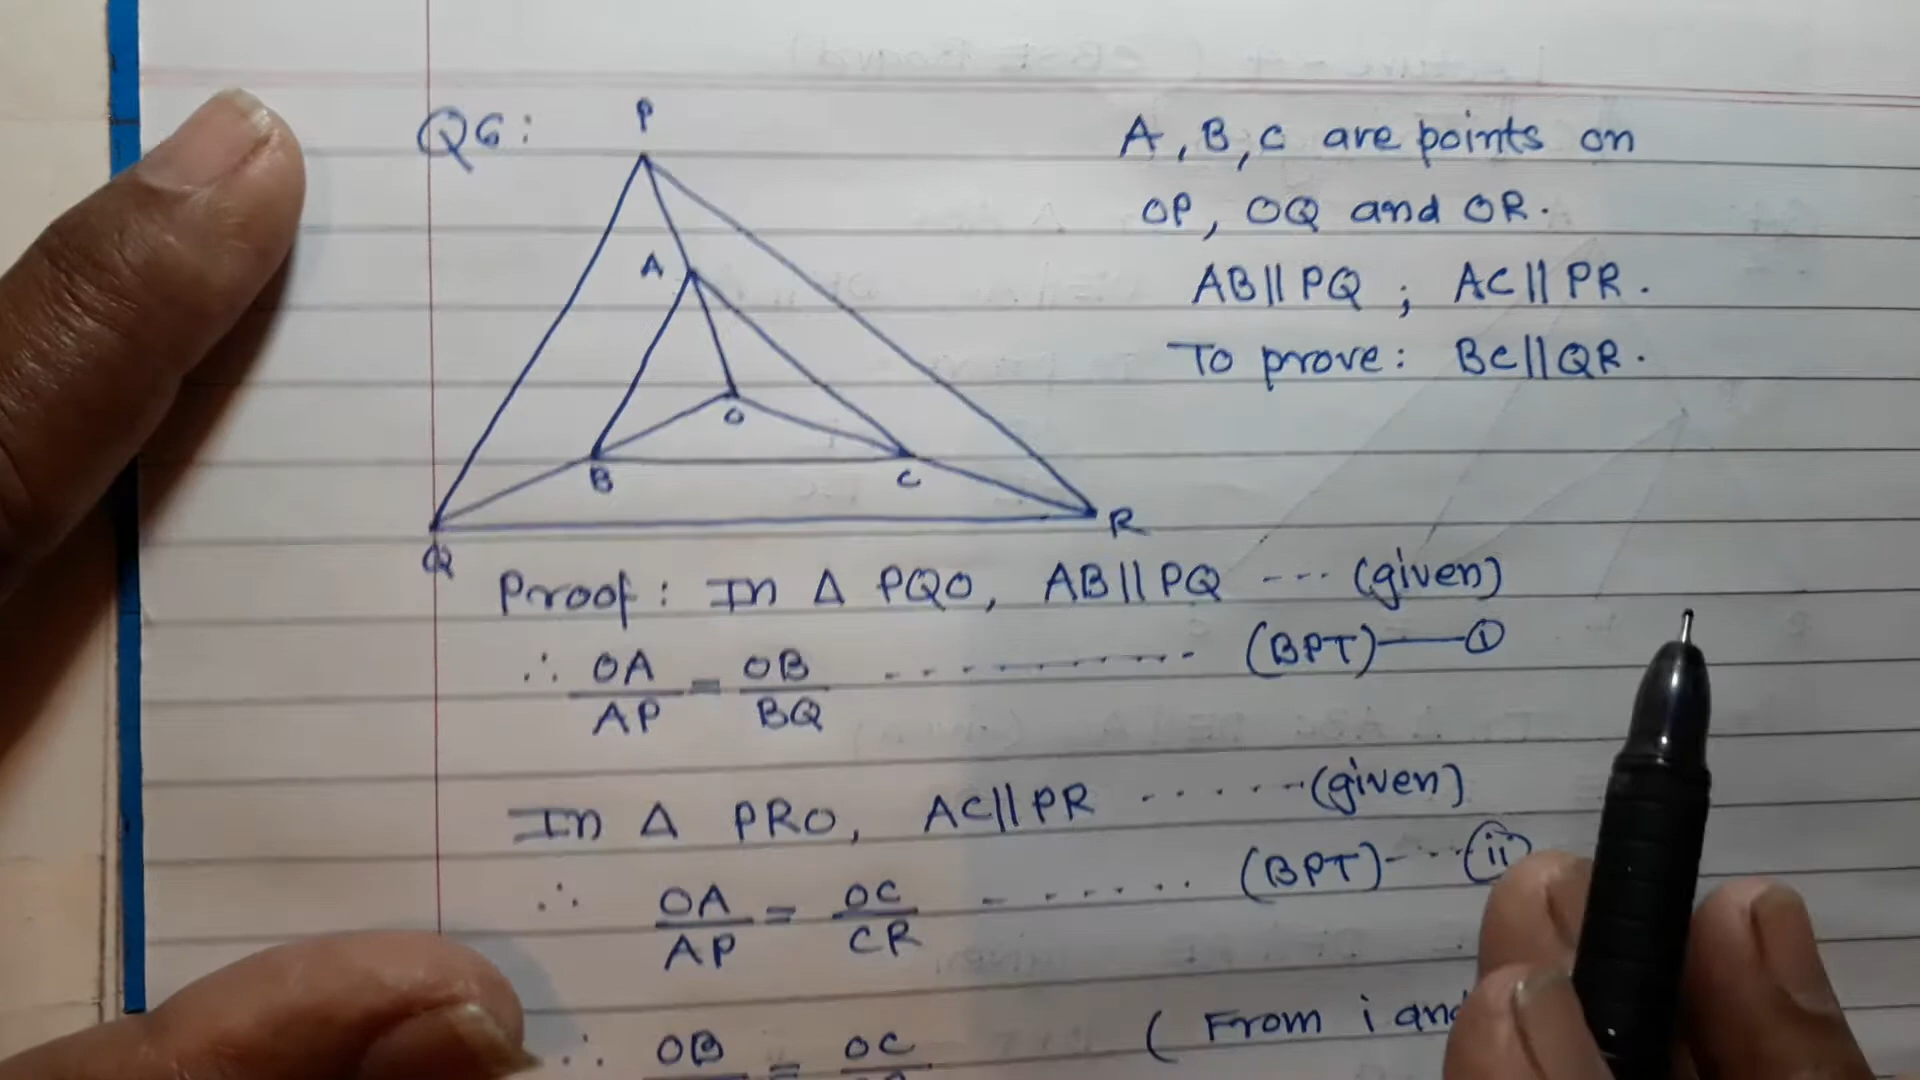 Q6:
P
A
O
B
C
Q
R
A, B, C are points on
OP, OQ and OR.
AB || PQ ; AC || PR.
To prove: BC || QR.
Proof: In Δ PQO, AB || PQ --- (given)
∴ OA/AP = OB/BQ .......... (BPT)——(i)
In Δ PRO, AC || PR ......(given)
∴ OA/AP = OC/CR ....... (BPT)-...(ii)
∴ OB = OC ( From i and